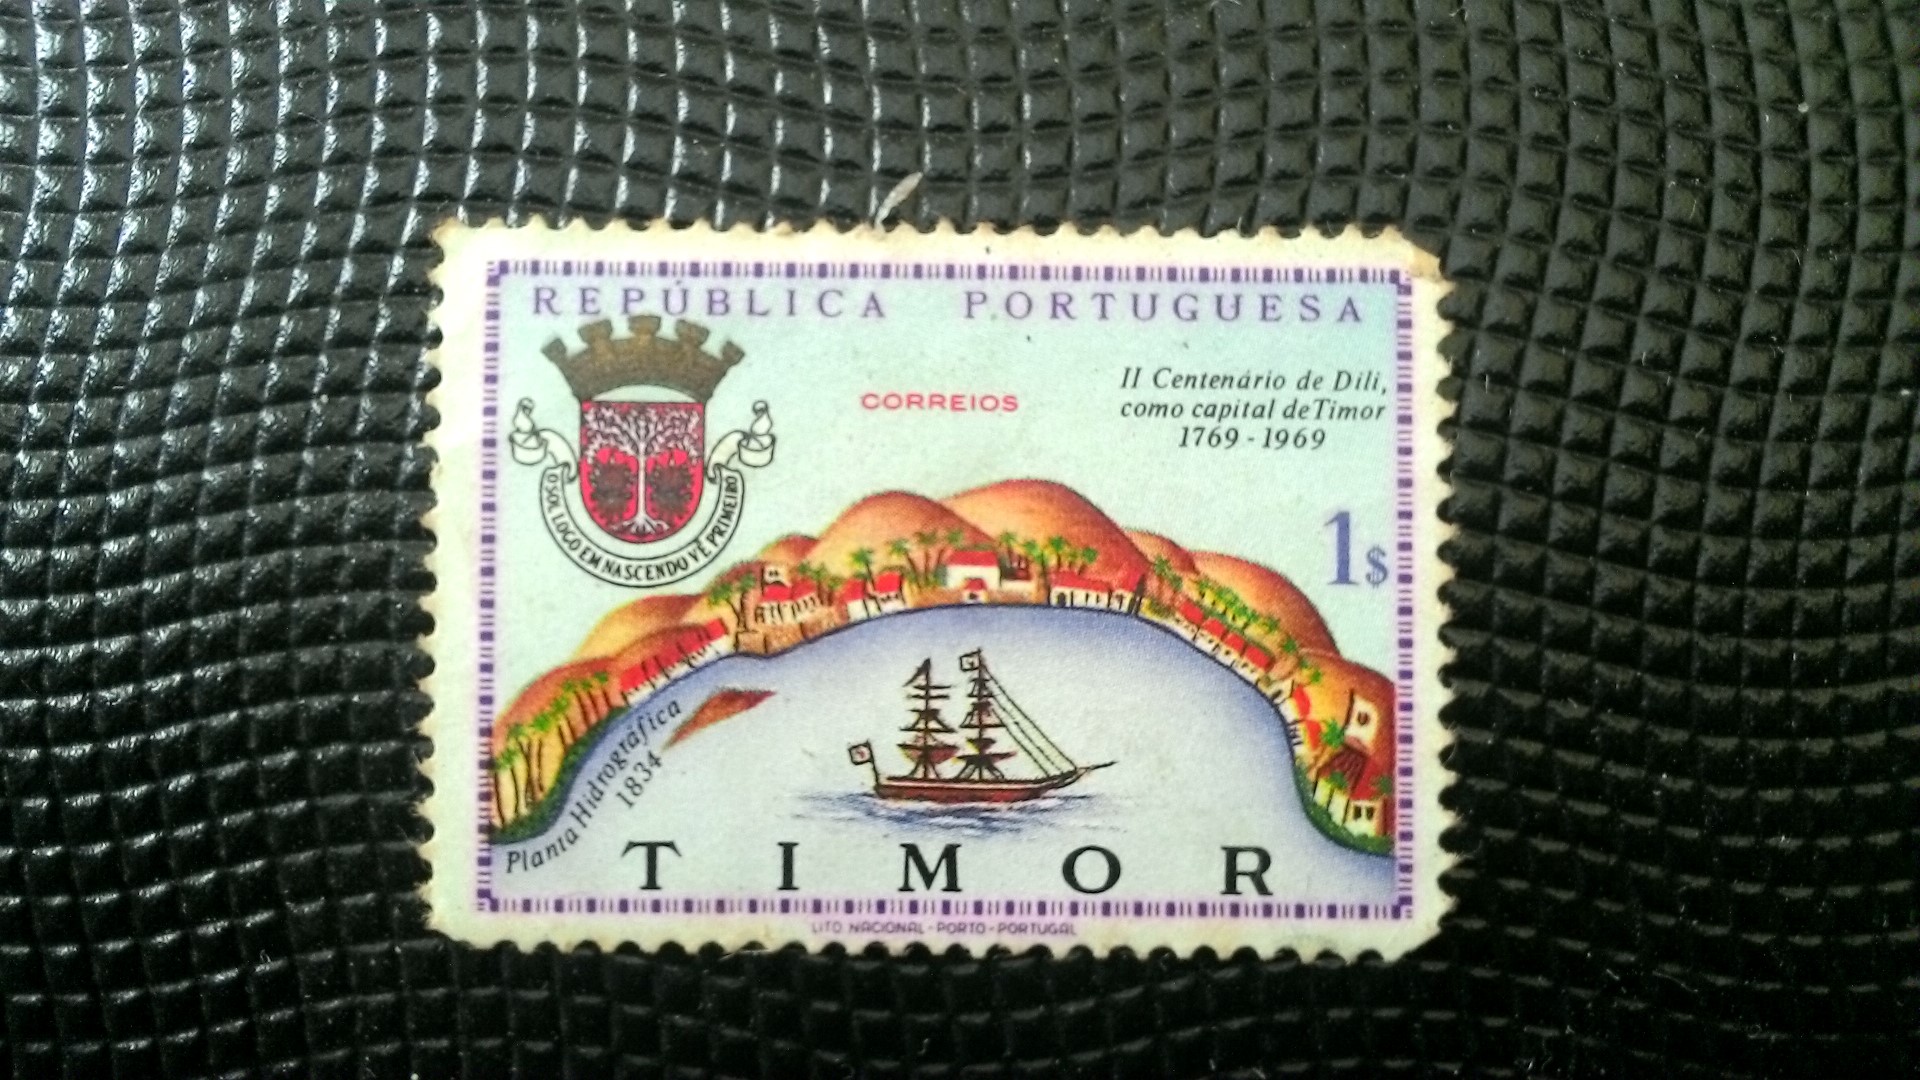 REPÚBLICA PORTUGUESA
CORREIOS
II Centenário de Dili,
como capital de Timor
1769-1969
1$
O SOL LOGO EM NASCENDO VÊ PRIMEIRO
Planta Hidrográfica
1834
TIMOR
LITO NACIONAL-PORTO-PORTUGAL